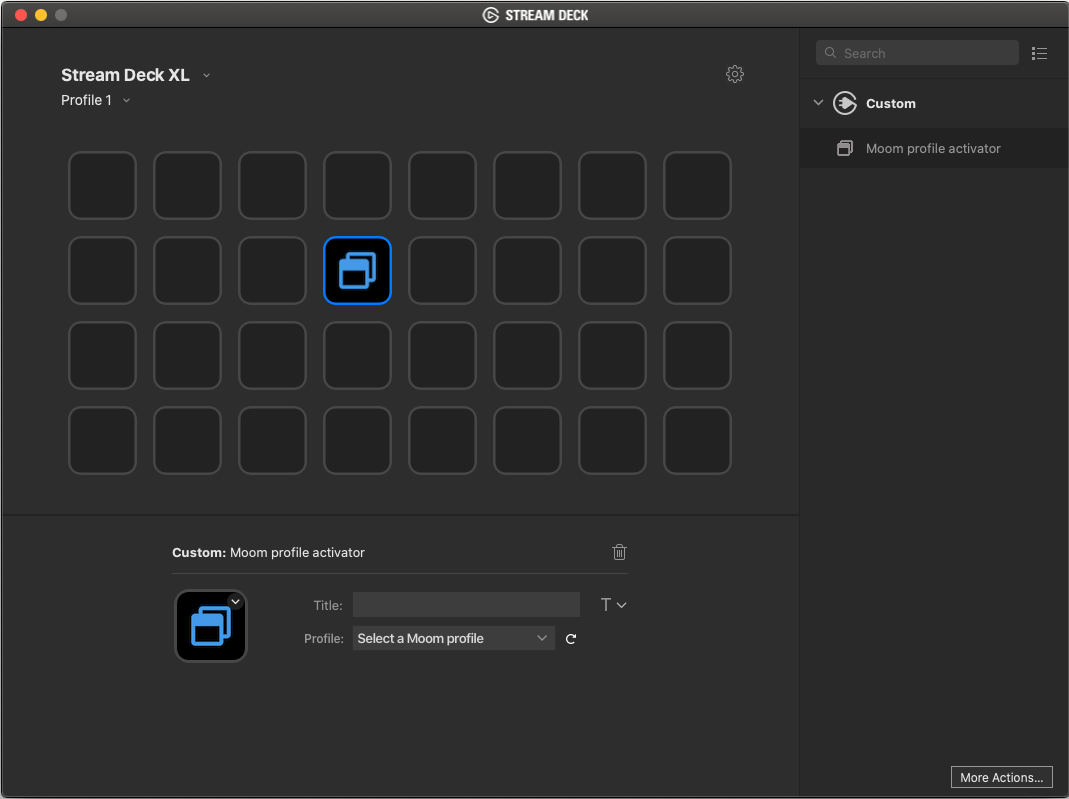 STREAM DECK
Stream Deck XL
Profile 1
Search
Custom
Moom profile activator
Custom: Moom profile activator
Title:
T
Profile: Select a Moom profile
More Actions...